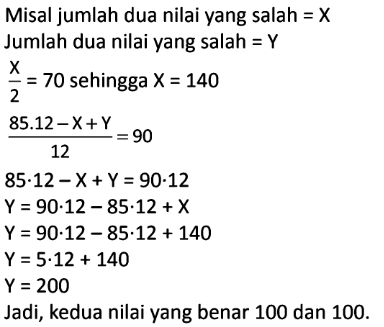 Misal jumlah dua nilai yang salah = X
Jumlah dua nilai yang salah = Y
X/2 = 70 sehingga X = 140
(85.12 – X + Y)/12 = 90
85·12 – X + Y = 90·12
Y = 90·12 – 85·12 + X
Y = 90·12 – 85·12 + 140
Y = 5·12 + 140
Y = 200
Jadi, kedua nilai yang benar 100 dan 100.